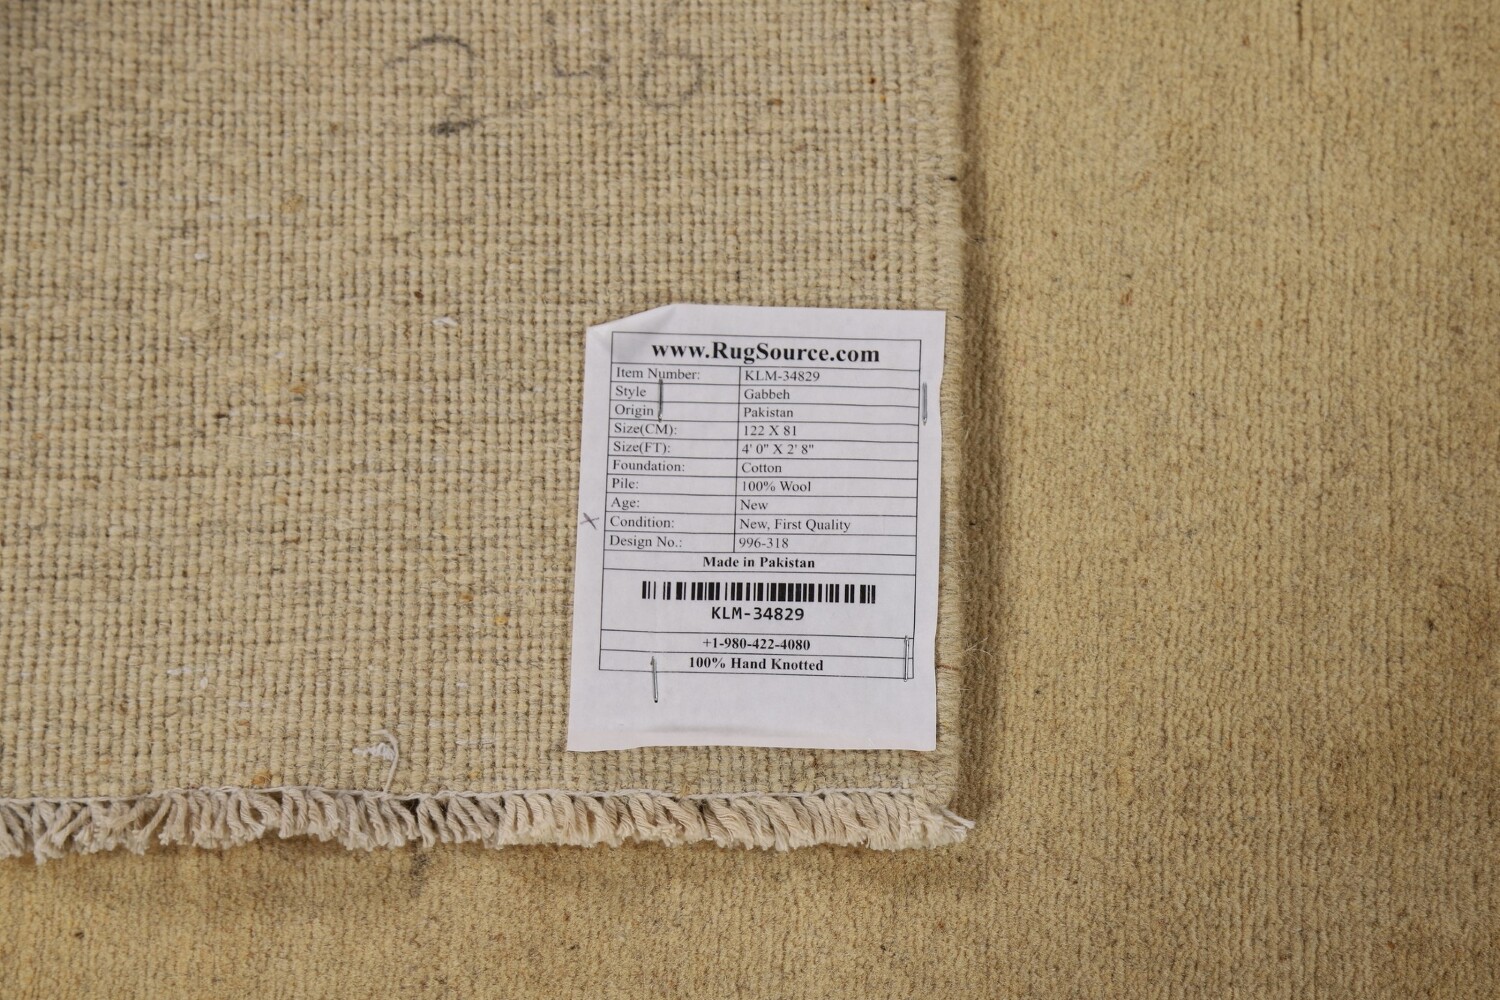 2-46
www.RugSource.com
Item Number: KLM-34829
Style Gabbeh
Origin Pakistan
Size(CM): 122 X 81
Size(FT): 4' 0" X 2' 8"
Foundation: Cotton
Pile: 100% Wool
Age: New
Condition: New, First Quality
Design No.: 996-318
Made in Pakistan
KLM-34829
+1-980-422-4080
100% Hand Knotted